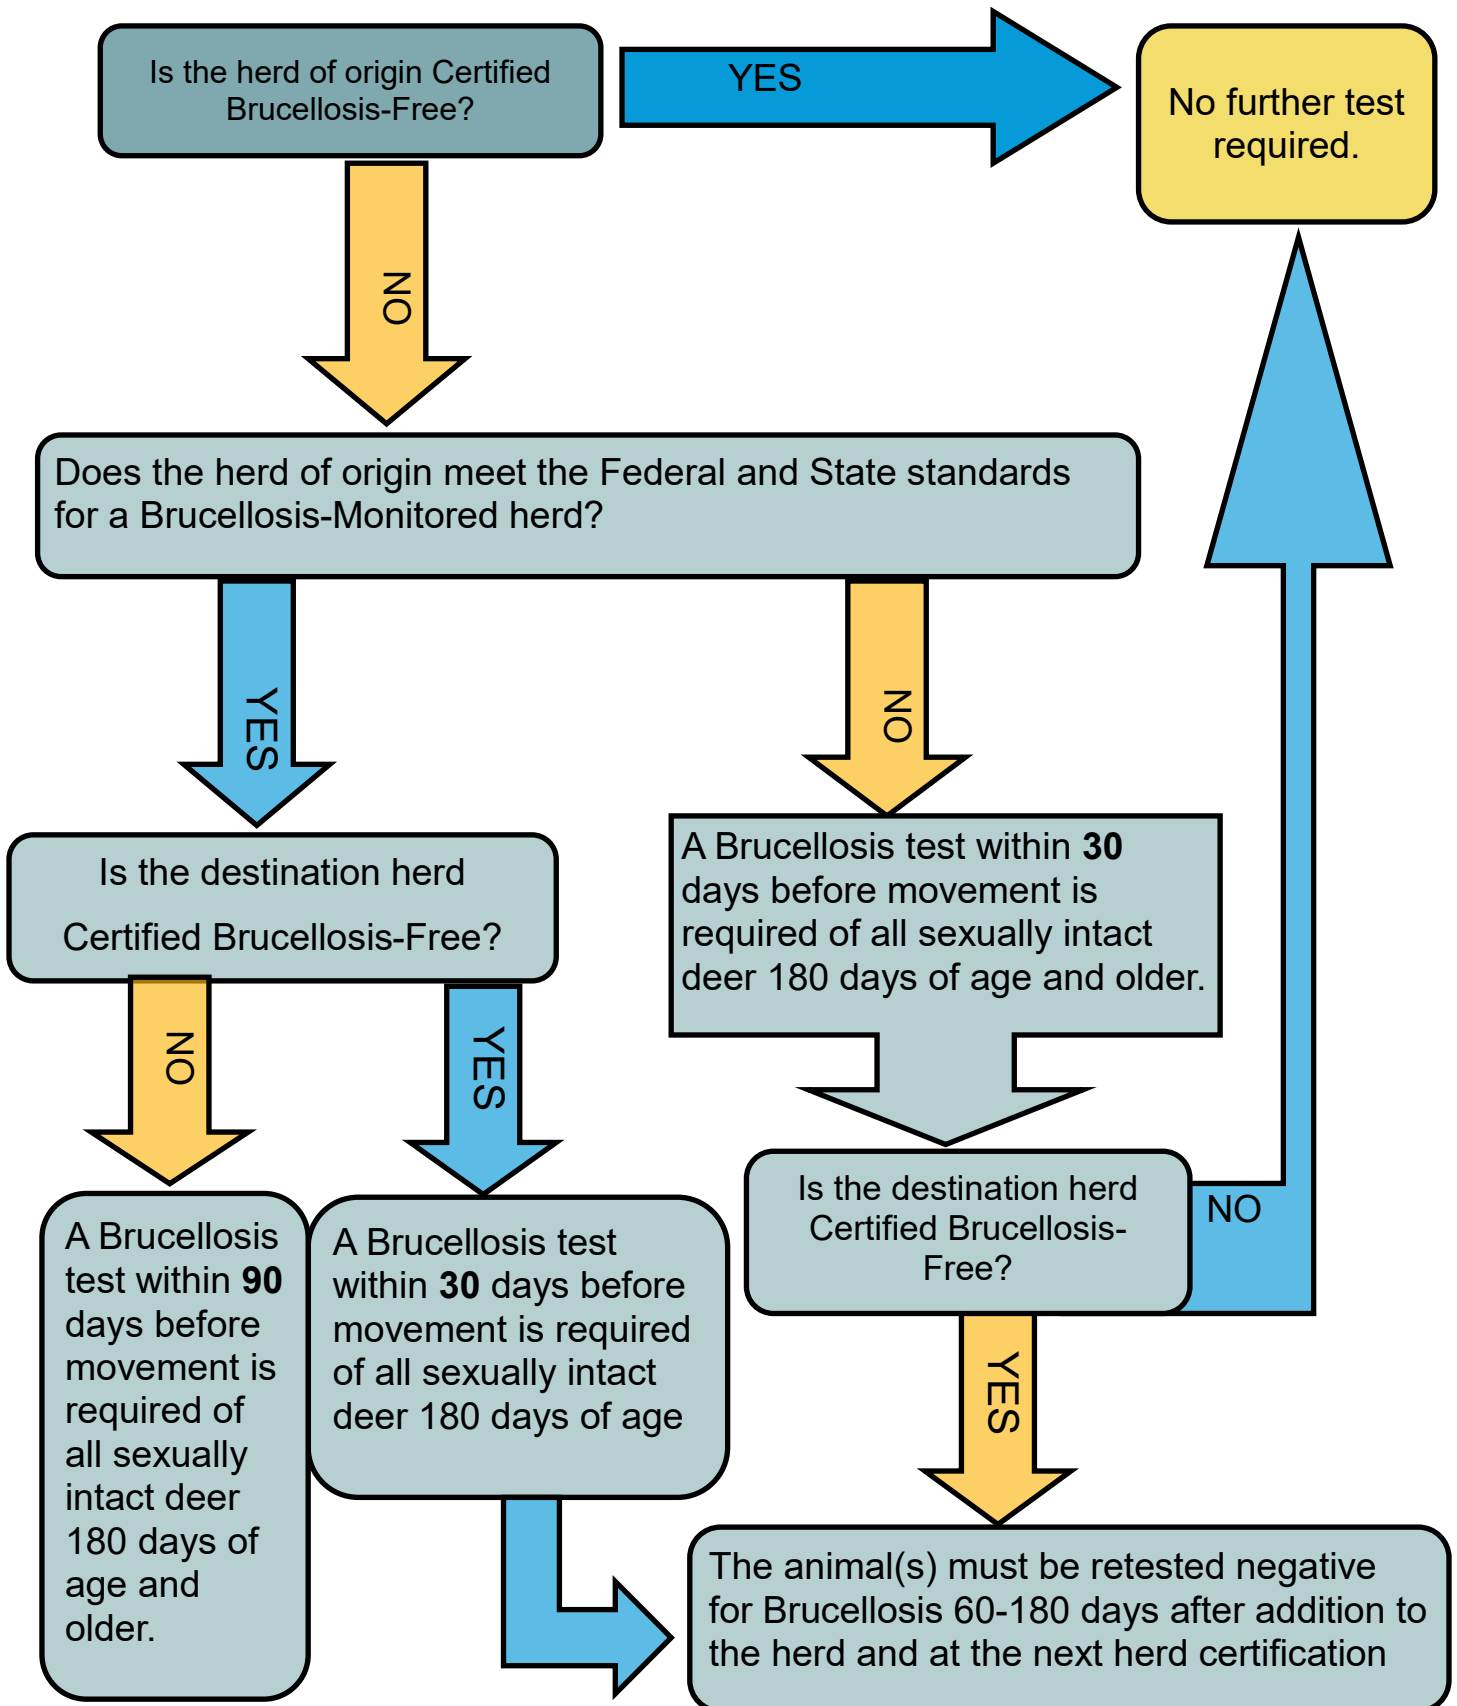 Is the herd of origin Certified
Brucellosis-Free?
YES
No further test
required.
NO
Does the herd of origin meet the Federal and State standards
for a Brucellosis-Monitored herd?
YES
NO
Is the destination herd
Certified Brucellosis-Free?
A Brucellosis test within 30
days before movement is
required of all sexually intact
deer 180 days of age and older.
NO
YES
Is the destination herd
Certified Brucellosis-
Free?
NO
A Brucellosis
test within 90
days before
movement is
required of
all sexually
intact deer
180 days of
age and
older.
A Brucellosis test
within 30 days before
movement is required
of all sexually intact
deer 180 days of age
YES
The animal(s) must be retested negative
for Brucellosis 60-180 days after addition to
the herd and at the next herd certification